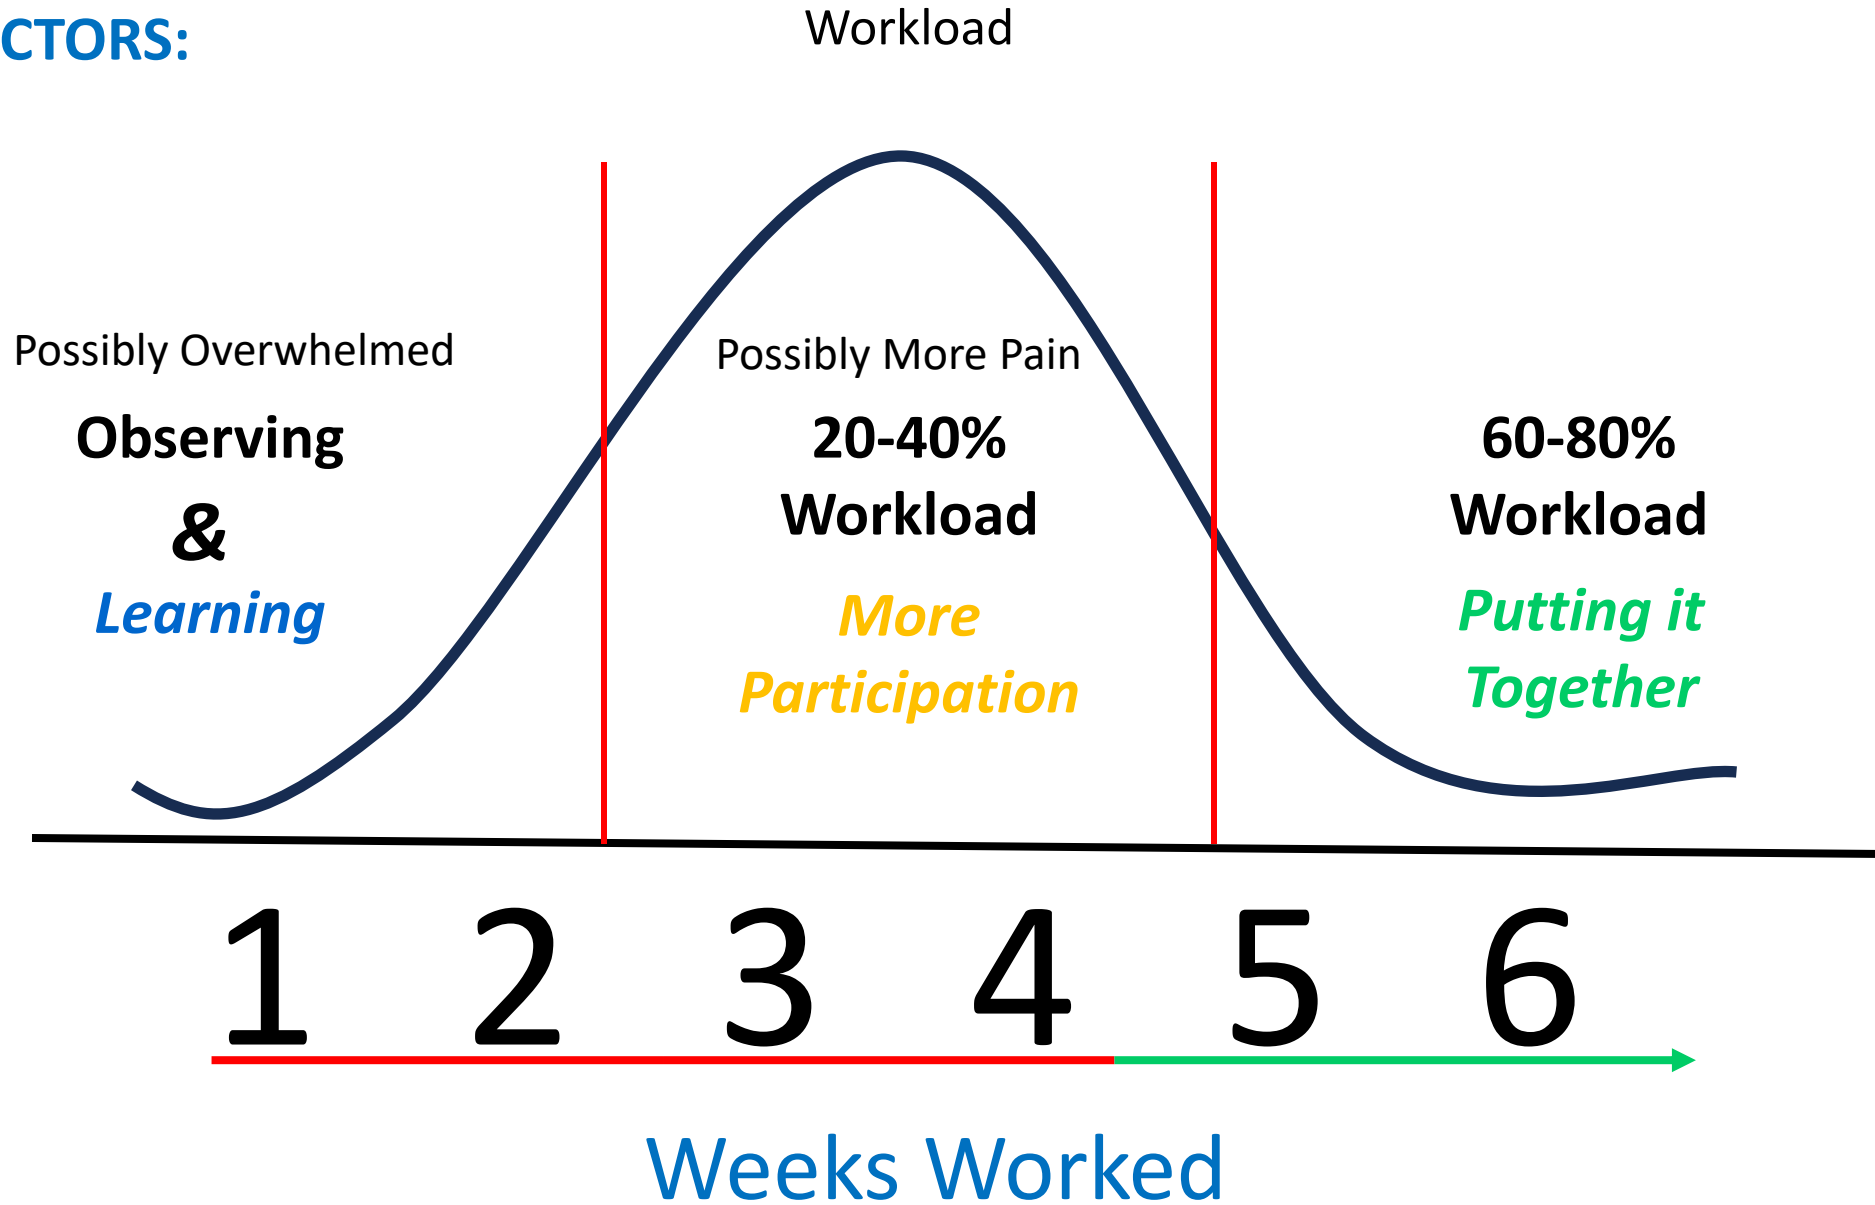 CTORS:
Workload
Possibly Overwhelmed
Observing
&
Learning
Possibly More Pain
20-40%
Workload
More
Participation
60-80%
Workload
Putting it
Together
1 2 3 4 5 6
Weeks Worked